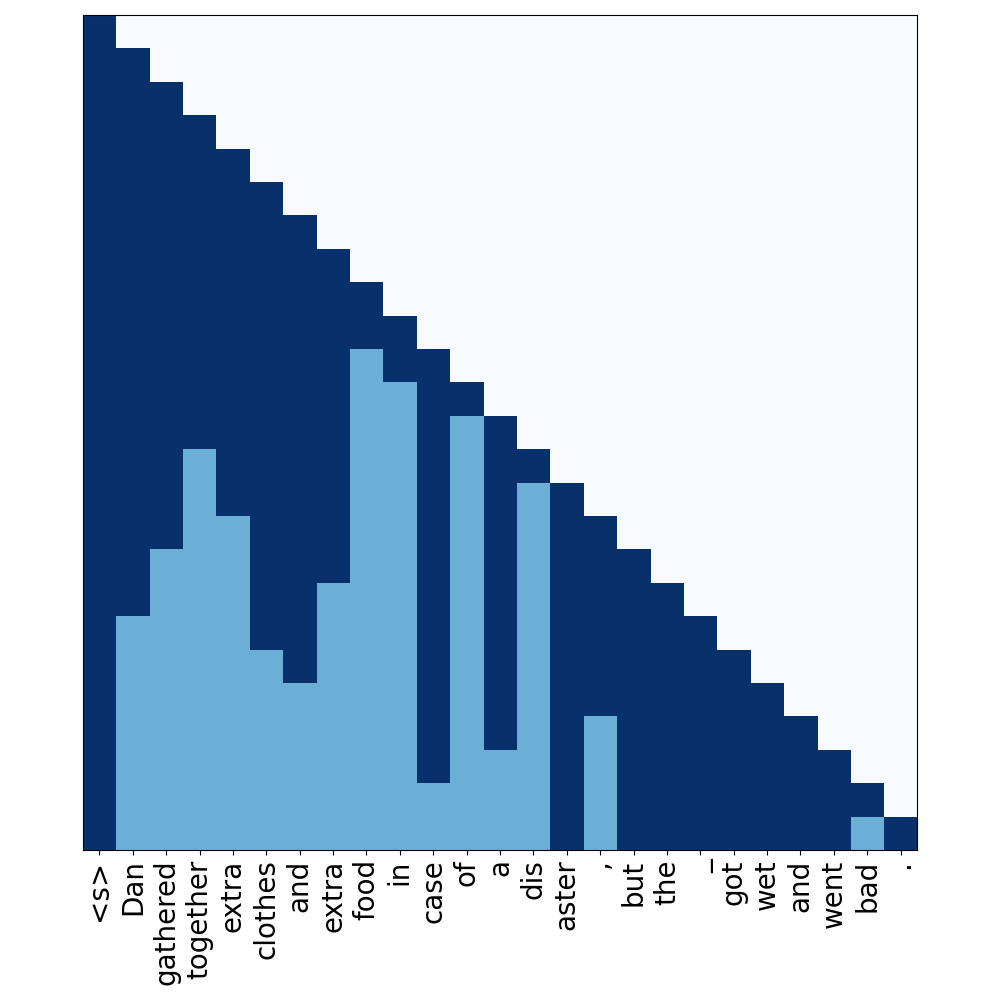 <s> Dan gathered together extra clothes and extra food in case of a dis aster , but the _ got wet and went bad .